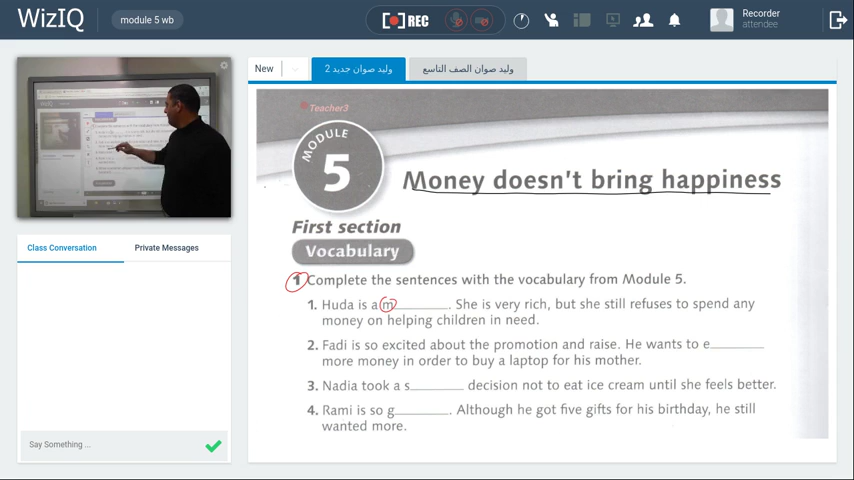 WizIQ
module 5 wb
REC
Recorder
attendee
New
وليد صوان جديد 2
وليد صوان الصف التاسع
Teacher3
MODULE
5
Money doesn't bring happiness
First section
Vocabulary
1 Complete the sentences with the vocabulary from Module 5.
1. Huda is a m________. She is very rich, but she still refuses to spend any
money on helping children in need.
2. Fadi is so excited about the promotion and raise. He wants to e________
more money in order to buy a laptop for his mother.
3. Nadia took a s________ decision not to eat ice cream until she feels better.
4. Rami is so g________. Although he got five gifts for his birthday, he still
wanted more.
Class Conversation
Private Messages
Say Something ...